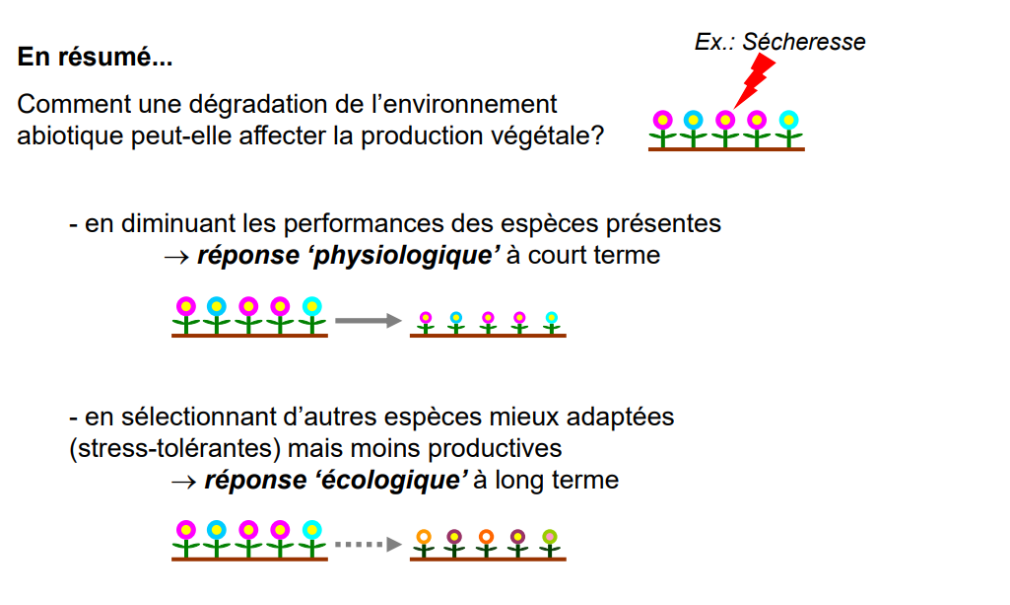 En résumé...
Ex.: Sécheresse
Comment une dégradation de l’environnement
abiotique peut-elle affecter la production végétale?
- en diminuant les performances des espèces présentes
→ réponse ‘physiologique’ à court terme
- en sélectionnant d’autres espèces mieux adaptées
(stress-tolérantes) mais moins productives
→ réponse ‘écologique’ à long terme